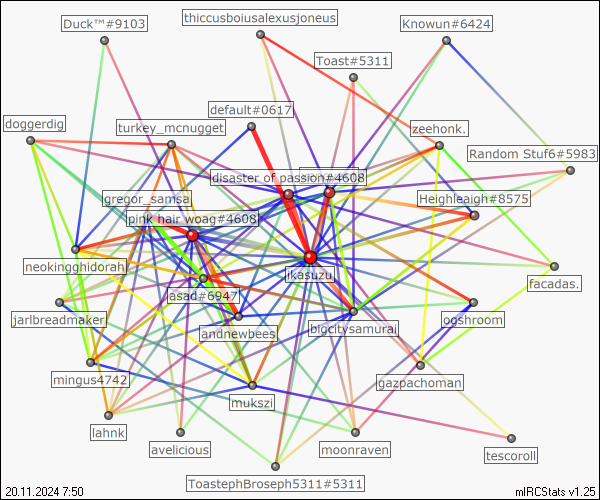 Duck™#9103
thiccusboiusalexusjoneus
Knowun#6424
Toast#5311
default#0617
doggerdig
turkey_mcnugget
zeehonk.
Random Stuf6#5983
disaster of passion#4608
gregor_samsa
Heighleaigh#8575
pink hair woag#4608
neokingghidorah
ikasuzu
asad#6947
facadas.
jarlbreadmaker
andnewbees
bigcitysamurai
ogshroom
mingus4742
gazpachoman
mukszi
lahnk
avelicious
moonraven
tescoroll
ToastephBroseph5311#5311
20.11.2024 7:50
mIRCStats v1.25